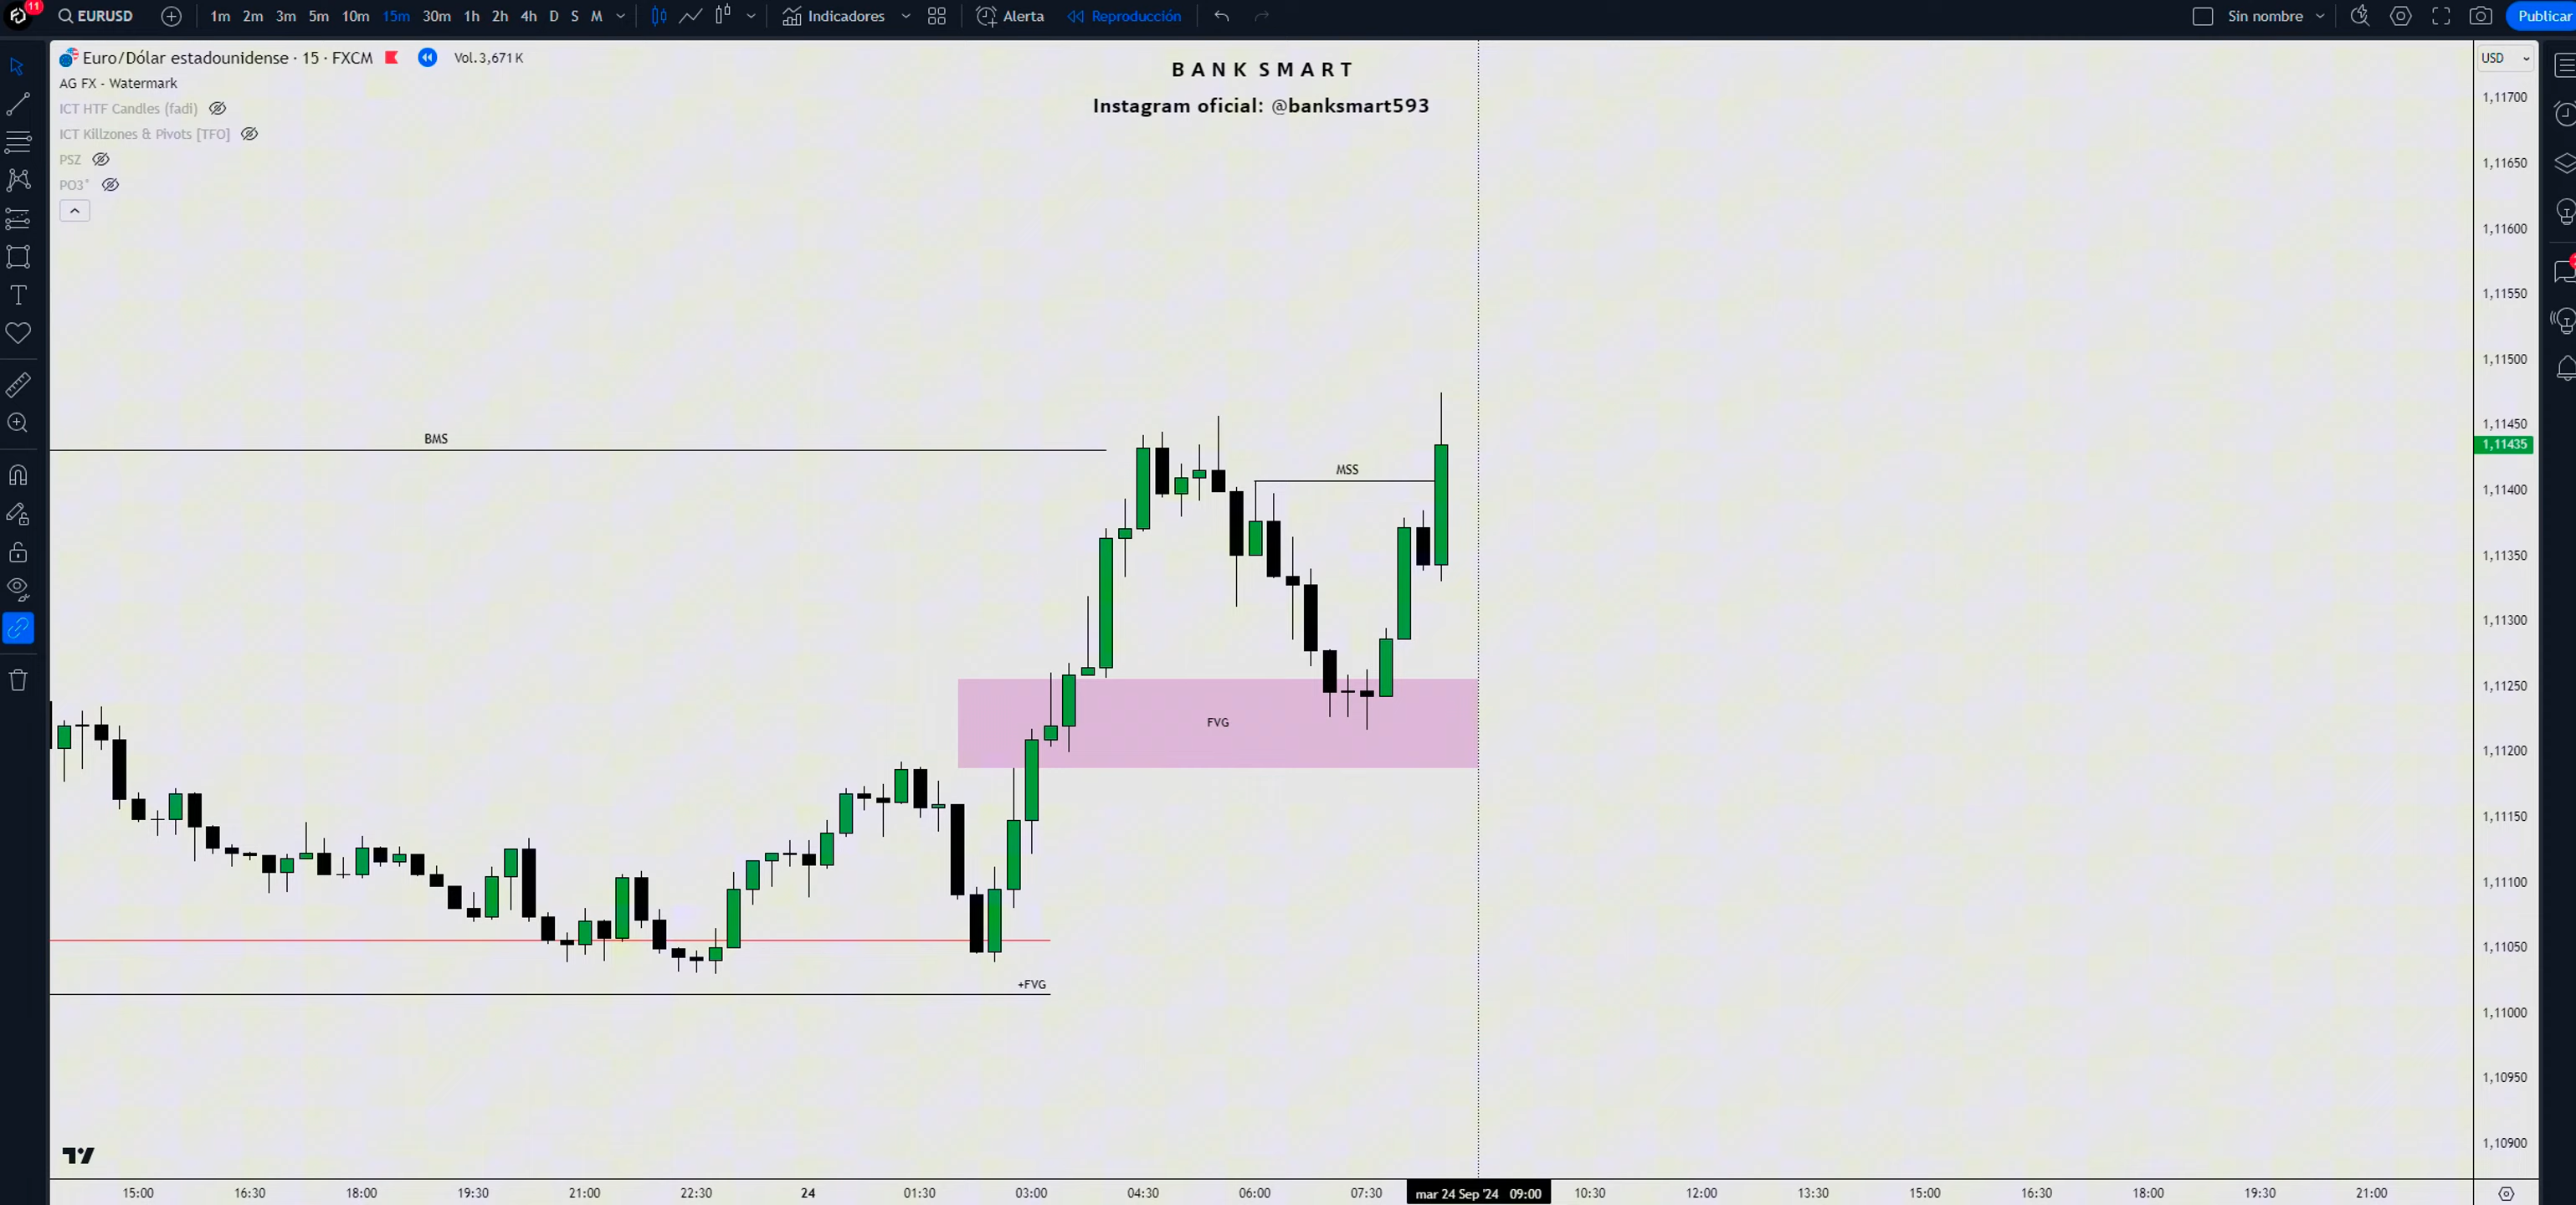 11
EURUSD 1m 2m 3m 5m 10m 15m 30m 1h 2h 4h D S M Indicadores Alerta Reproducción Sin nombre Publicar
Euro/Dólar estadounidense · 15 · FXCM Vol. 3,671 K
AG FX - Watermark
ICT HTF Candles (fadi)
ICT Killzones & Pivots [TFO]
PSZ
PO3*
BANK SMART
Instagram oficial: @banksmart593
USD
1,11700
1,11650
1,11600
1,11550
1,11500
1,11450
1,11435
1,11400
1,11350
1,11300
1,11250
1,11200
1,11150
1,11100
1,11050
1,11000
1,10950
1,10900
BMS
MSS
FVG
+FVG
15:00 16:30 18:00 19:30 21:00 22:30 24 01:30 03:00 04:30 06:00 07:30 mar 24 Sep '24 09:00 10:30 12:00 13:30 15:00 16:30 18:00 19:30 21:00